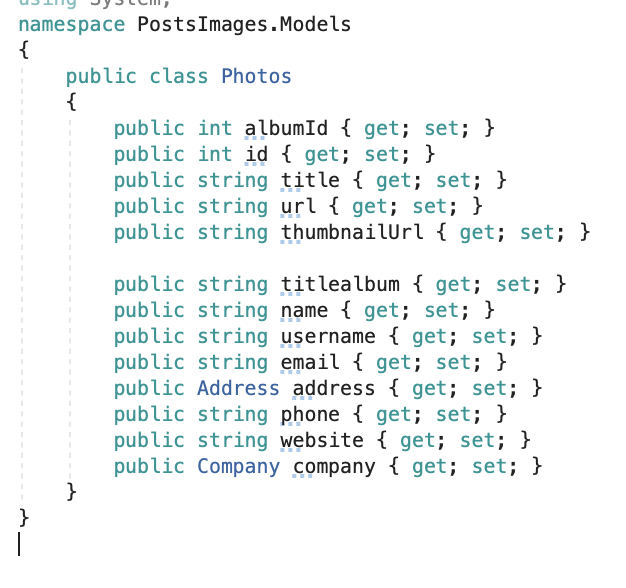 using System;
namespace PostsImages.Models
{
    public class Photos
    {
        public int albumId { get; set; }
        public int id { get; set; }
        public string title { get; set; }
        public string url { get; set; }
        public string thumbnailUrl { get; set; }

        public string titlealbum { get; set; }
        public string name { get; set; }
        public string username { get; set; }
        public string email { get; set; }
        public Address address { get; set; }
        public string phone { get; set; }
        public string website { get; set; }
        public Company company { get; set; }
    }
}